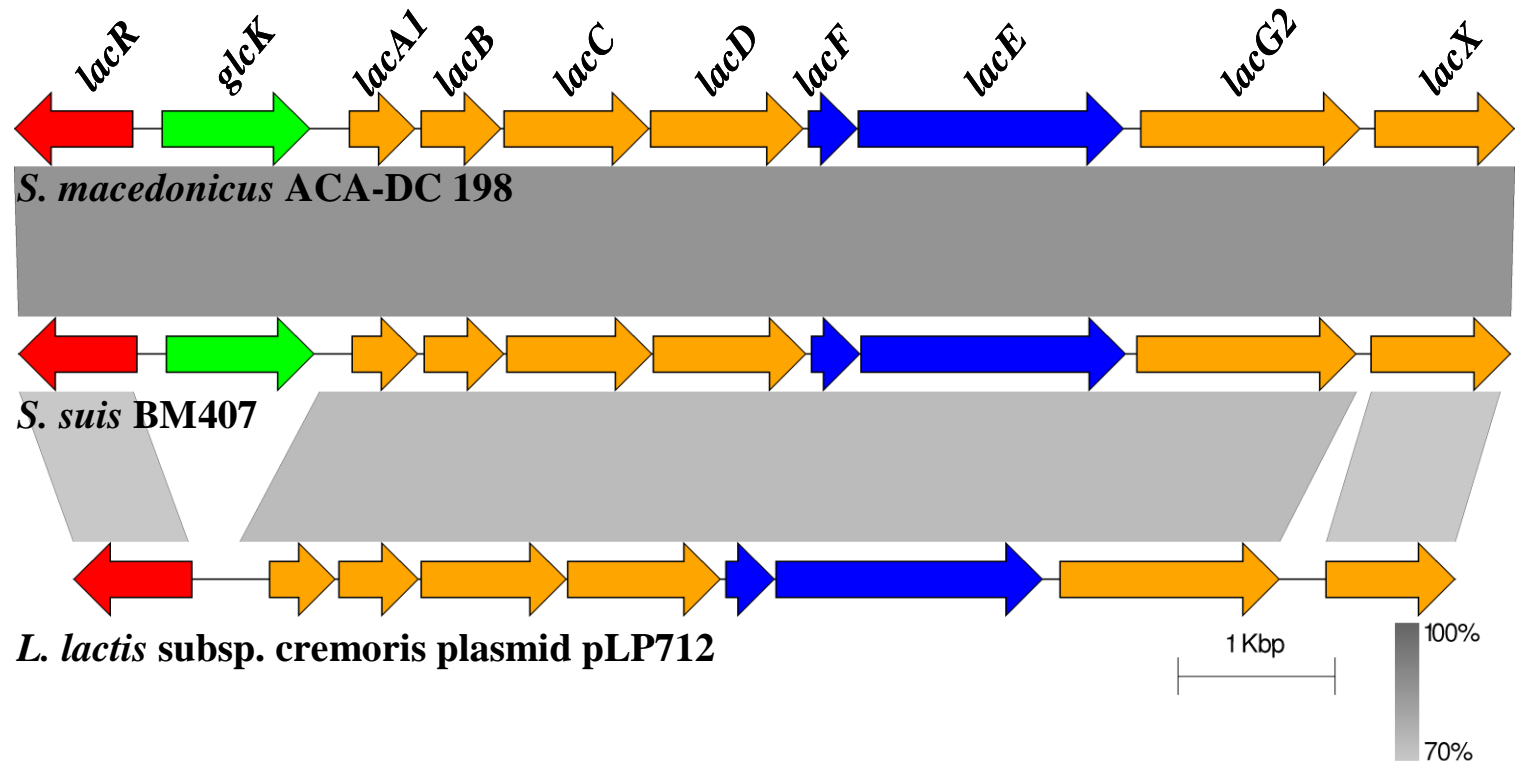 lacR glcK lacA1 lacB lacC lacD lacF lacE lacG2 lacX
S. macedonicus ACA-DC 198
S. suis BM407
L. lactis subsp. cremoris plasmid pLP712
1 Kbp
100%
70%